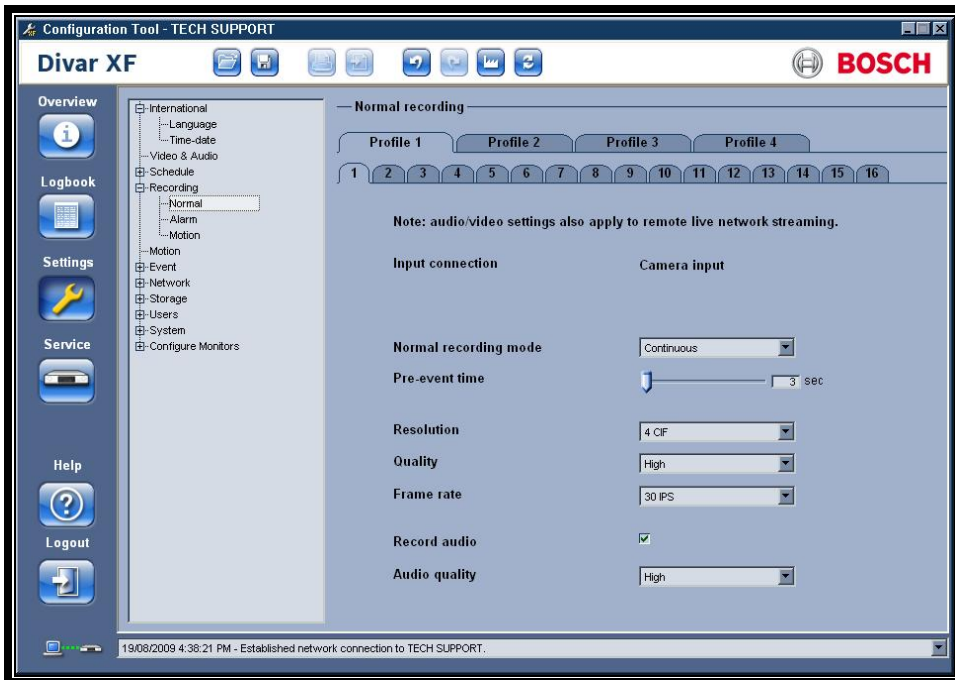 Configuration Tool - TECH SUPPORT
Divar XF
BOSCH
Overview
Logbook
Settings
Service
Help
Logout
International
Language
Time-date
Video & Audio
Schedule
Recording
Normal
Alarm
Motion
Motion
Event
Network
Storage
Users
System
Configure Monitors
Normal recording
Profile 1 Profile 2 Profile 3 Profile 4
1 2 3 4 5 6 7 8 9 10 11 12 13 14 15 16
Note: audio/video settings also apply to remote live network streaming.
Input connection Camera input
Normal recording mode Continuous
Pre-event time 3 sec
Resolution 4 CIF
Quality High
Frame rate 30 IPS
Record audio
Audio quality High
19/08/2009 4:38:21 PM - Established network connection to TECH SUPPORT.